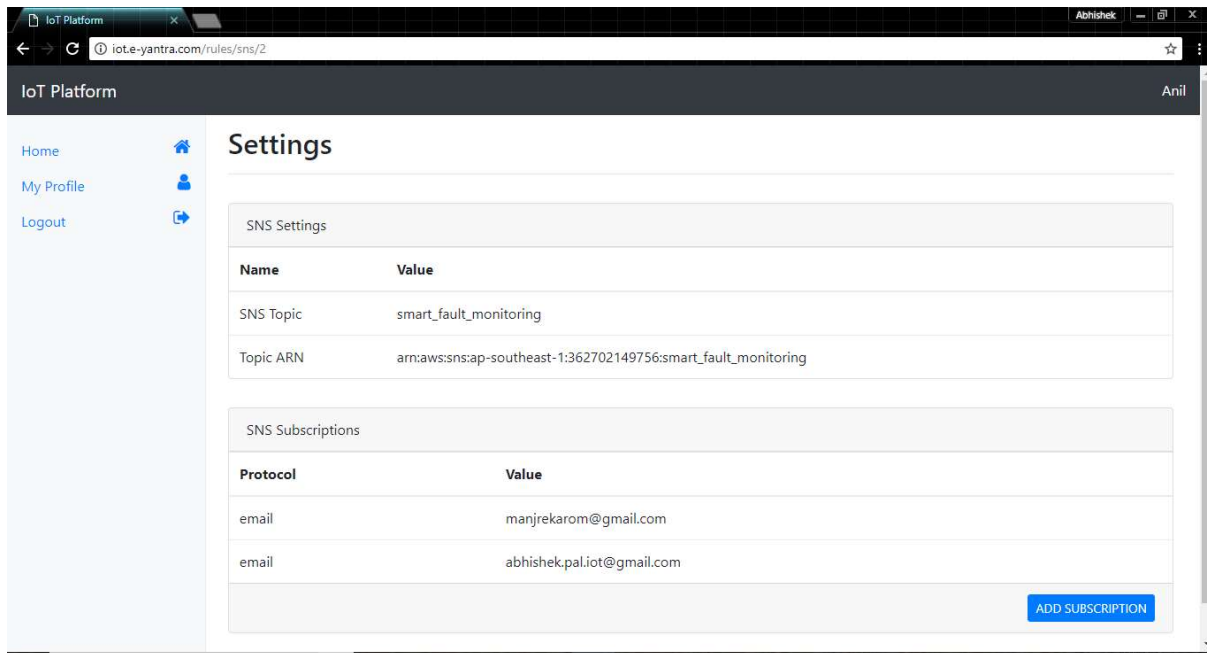 IoT Platform
Abhishek
iot.e-yantra.com/rules/sns/2
IoT Platform
Anil
Home
My Profile
Logout
Settings
SNS Settings
Name Value
SNS Topic smart_fault_monitoring
Topic ARN arn:aws:sns:ap-southeast-1:362702149756:smart_fault_monitoring
SNS Subscriptions
Protocol Value
email manjrekarom@gmail.com
email abhishek.pal.iot@gmail.com
ADD SUBSCRIPTION